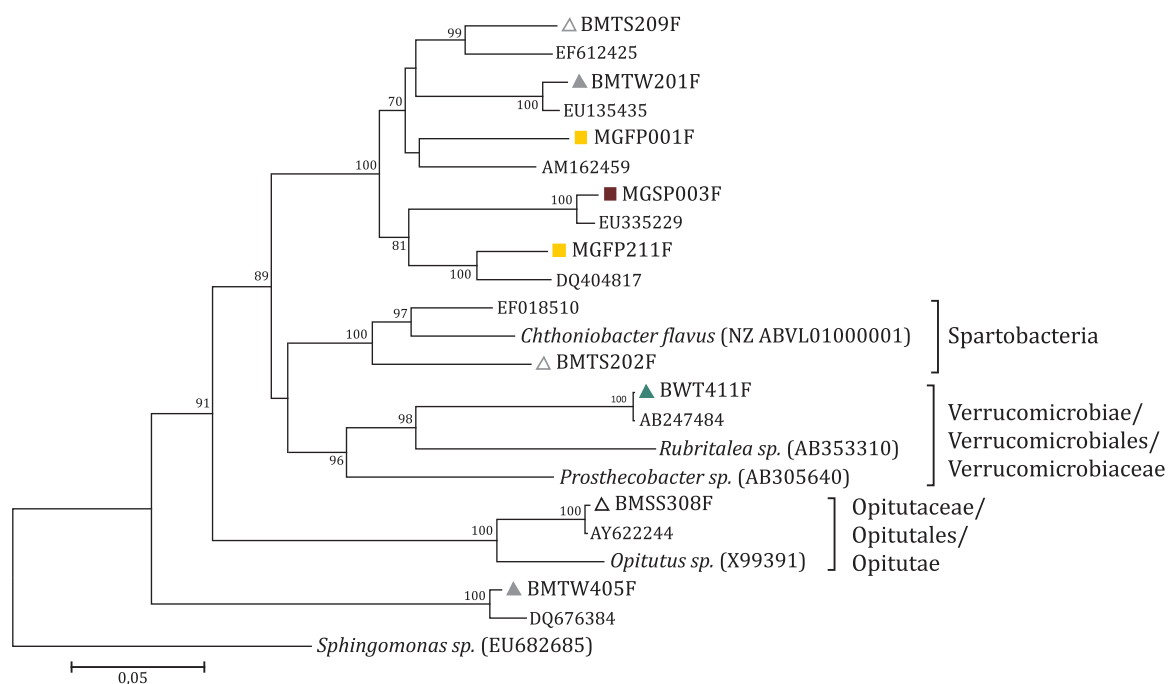 99
BMTS209F
EF612425
BMTW201F
100
EU135435
70
MGFP001F
AM162459
100
100
MGSP003F
EU335229
81
MGFP211F
100
DQ404817
89
EF018510
97
Chthoniobacter flavus (NZ ABVL01000001)
100
BMTS202F
Spartobacteria
BWT411F
100
AB247484
98
Rubritalea sp. (AB353310)
96
Prosthecobacter sp. (AB305640)
Verrucomicrobiae/
Verrucomicrobiales/
Verrucomicrobiaceae
91
BMSS308F
100
AY622244
100
Opitutus sp. (X99391)
Opitutaceae/
Opitutales/
Opitutae
BMTW405F
100
DQ676384
Sphingomonas sp. (EU682685)
0,05